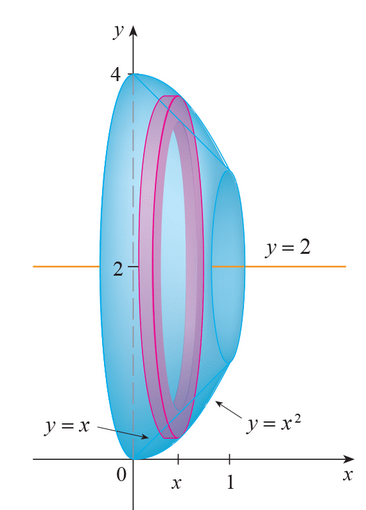 y
4
y = 2
2
y = x
y = x²
0
x
1
x